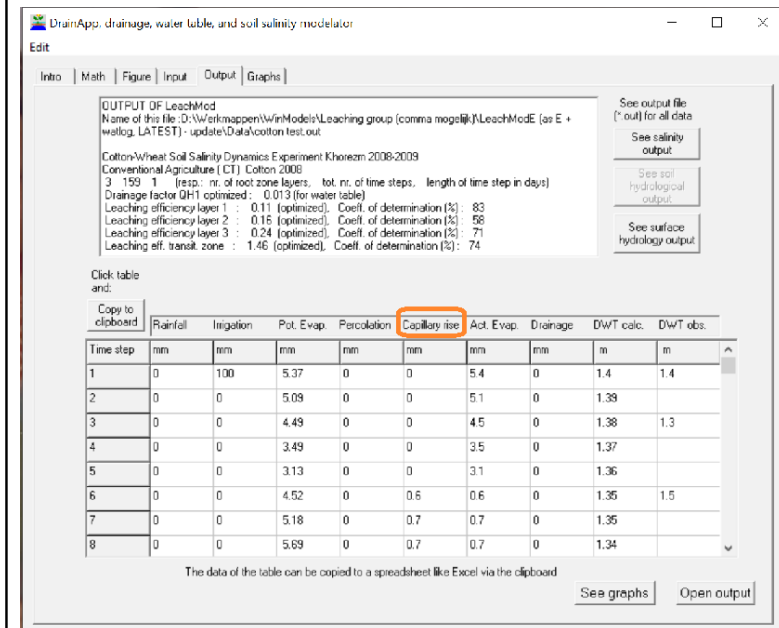 DrainApp, drainage, water table, and soil salinity modelator
Edit
Intro Math Figure Input Output Graphs
OUTPUT OF LeachMod
Name of this file :D:\Werkmappen\WinModels\Leaching group (comma mogelijk)\LeachModE (as E +
watlog, LATEST) - update\Data\cotton test.out
Cotton-Wheat Soil Salinity Dynamics Experiment Khorezm 2008-2009
Conventional Agriculture ( CT) Cotton 2008
3 159 1 (resp.: nr. of root zone layers, tot. nr. of time steps, length of time step in days)
Drainage factor QH1 optimized : 0.013 (for water table)
Leaching efficiency layer 1 : 0.11 (optimized), Coeff. of determination (%) : 83
Leaching efficiency layer 2 : 0.16 (optimized), Coeff. of determination (%) : 58
Leaching efficiency layer 3 : 0.24 (optimized), Coeff. of determination (%) : 71
Leaching eff. transit. zone : 1.46 (optimized), Coeff. of determination (%) : 74
See output file
(*.out) for all data
See salinity
output
See soil
hydrological
output
See surface
hydrology output
Click table
and:
Copy to
clipboard
Rainfall Irrigation Pot. Evap. Percolation Capillary rise Act. Evap. Drainage DWT calc. DWT obs.
Time step mm mm mm mm mm mm mm m m
1 0 100 5.37 0 0 5.4 0 1.4 1.4
2 0 0 5.09 0 0 5.1 0 1.39
3 0 0 4.49 0 0 4.5 0 1.38 1.3
4 0 0 3.49 0 0 3.5 0 1.37
5 0 0 3.13 0 0 3.1 0 1.36
6 0 0 4.52 0 0.6 0.6 0 1.35 1.5
7 0 0 5.18 0 0.7 0.7 0 1.35
8 0 0 5.69 0 0.7 0.7 0 1.34
The data of the table can be copied to a spreadsheet like Excel via the clipboard
See graphs Open output